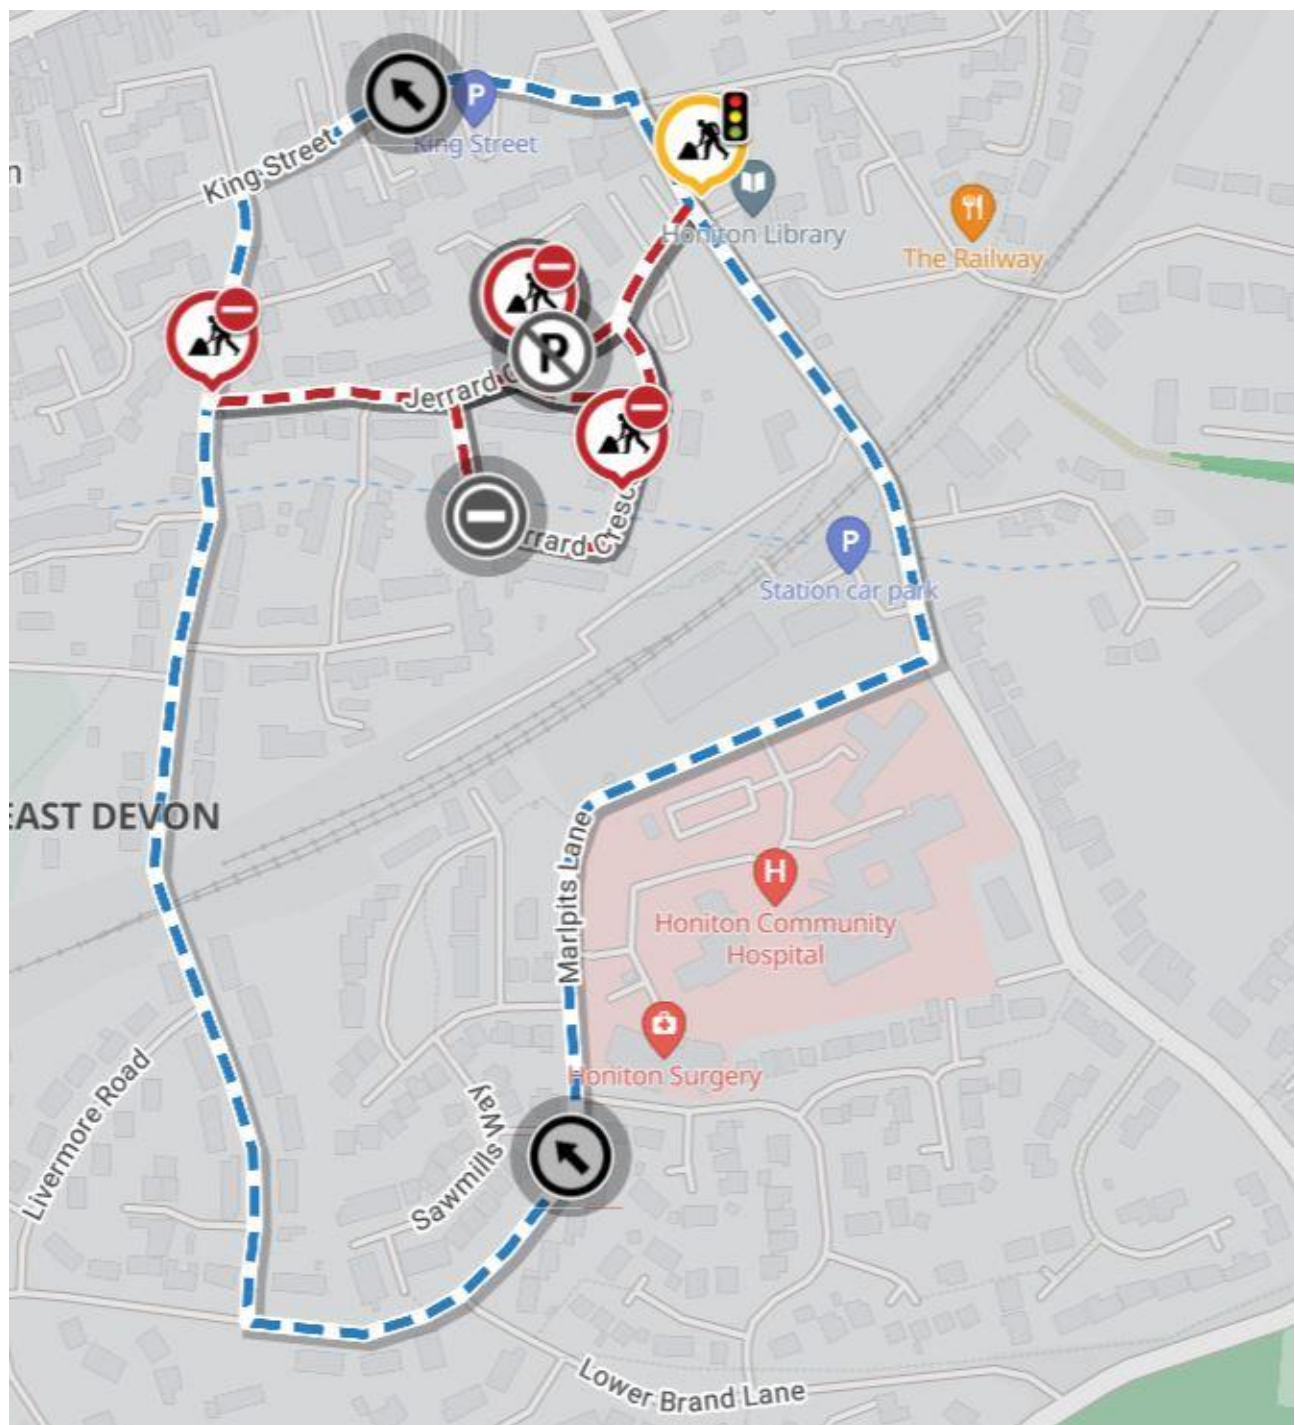 n
P
King Street
King Street
Honiton Library
The Railway
P
Jerrard C
rrard Cresc
P
Station car park
EAST DEVON
Marlpits Lane
H
Honiton Community
Hospital
Honiton Surgery
Livermore Road
Sawmills Way
Lower Brand Lane